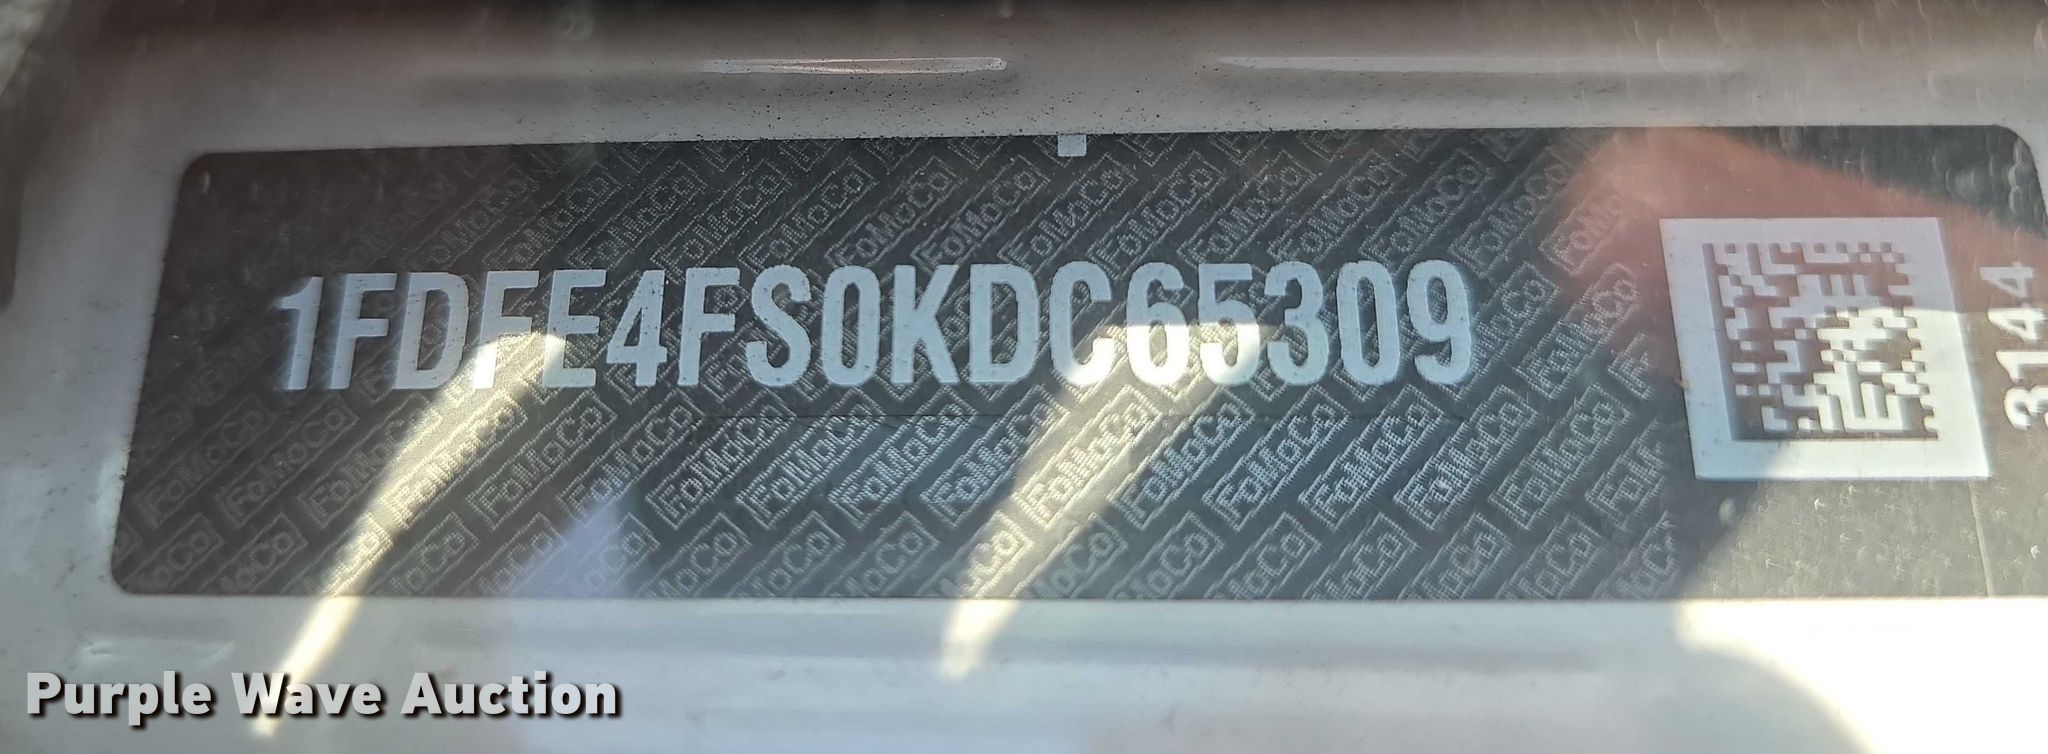 1FDFE4FS0KDC65309
3144
Purple Wave Auction